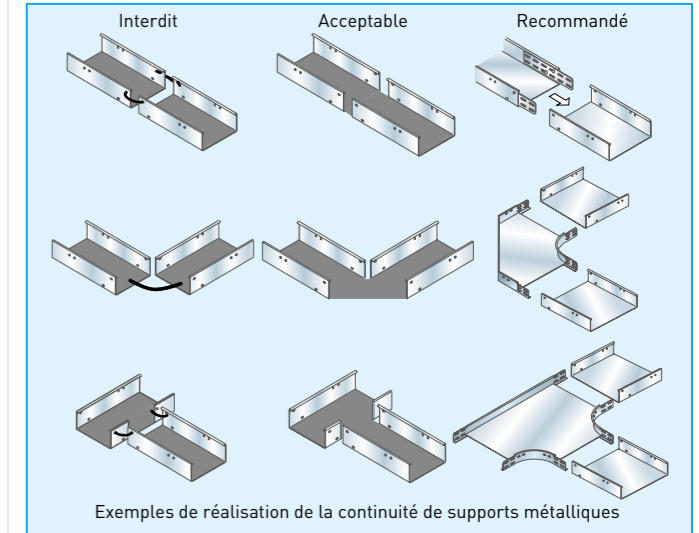 Interdit
Acceptable
Recommandé
Exemples de réalisation de la continuité de supports métalliques